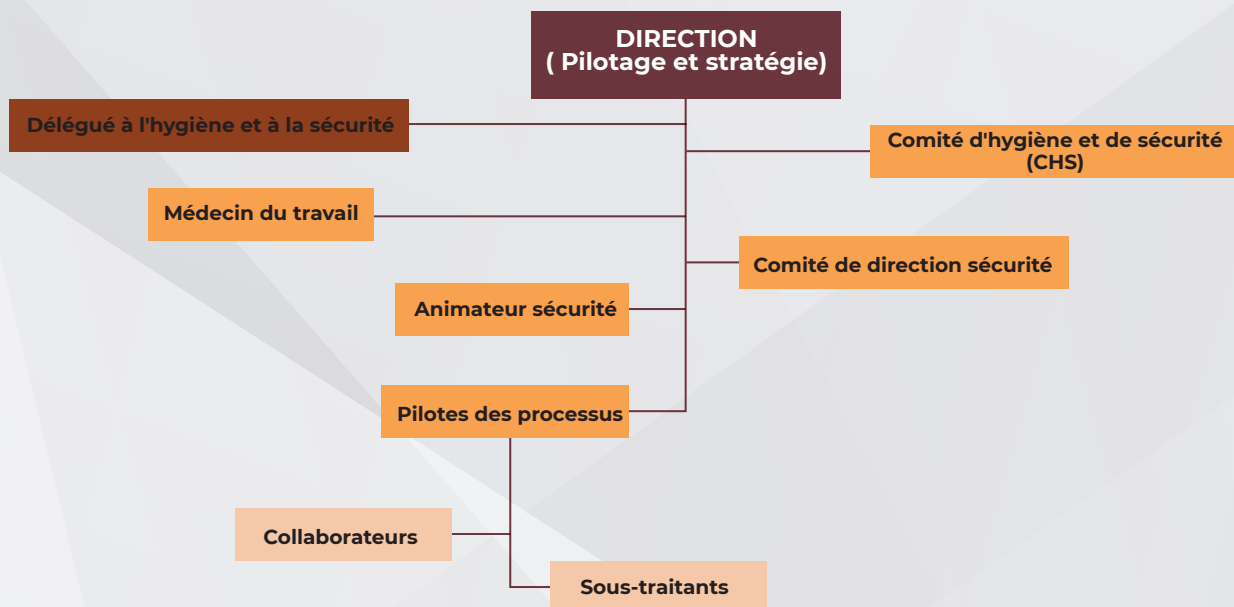 DIRECTION
( Pilotage et stratégie)
Délégué à l'hygiène et à la sécurité
Comité d'hygiène et de sécurité
(CHS)
Médecin du travail
Comité de direction sécurité
Animateur sécurité
Pilotes des processus
Collaborateurs
Sous-traitants